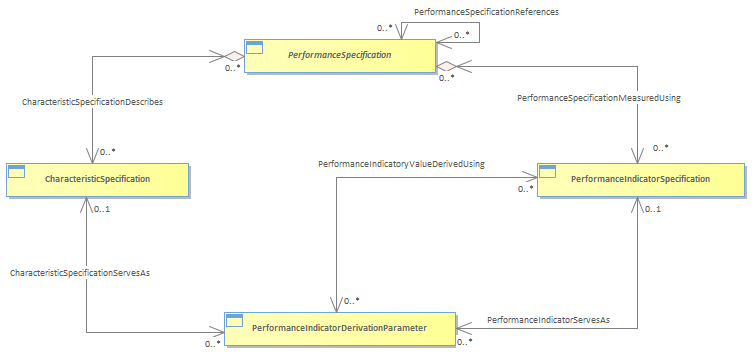 PerformanceSpecificationReferences
0..*
0..*
PerformanceSpecification
0..*
0..*
CharacteristicSpecificationDescribes
PerformanceSpecificationMeasuredUsing
0..*
0..*
PerformanceIndicatoryValueDerivedUsing
CharacteristicSpecification
PerformanceIndicatorSpecification
0..*
0..1
0..1
CharacteristicSpecificationServesAs
0..*
PerformanceIndicatorServesAs
PerformanceIndicatorDerivationParameter
0..*
0..*